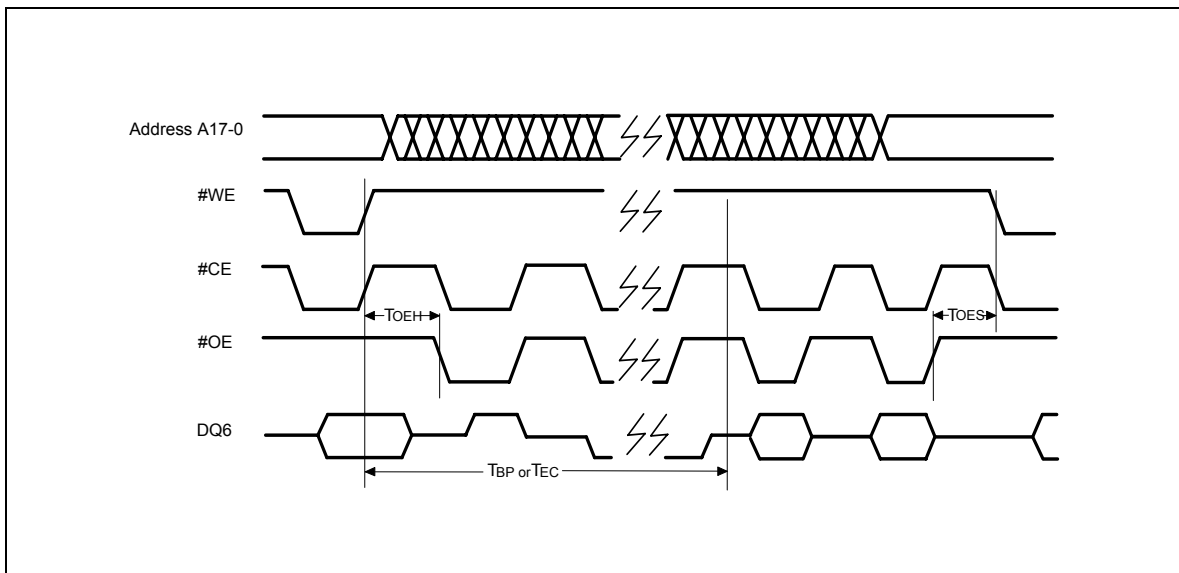 Address A17-0
#WE
#CE
TOEH
TOES
#OE
DQ6
TBP or TEC